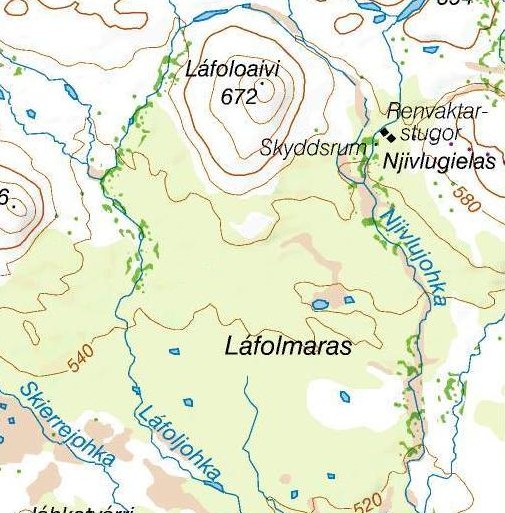 Láfoloaivi
672
Renvaktar-
stugor
Skyddsrum
Njivlugielas
580
Njivlujohka
Láfolmaras
540
Skierrejohka
Láfoljohka
520